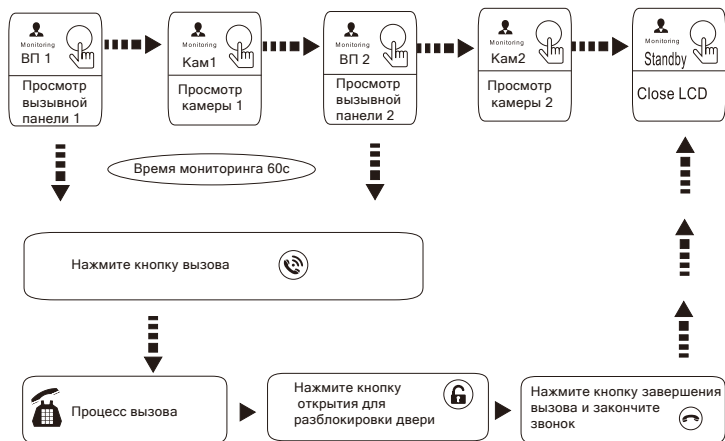 Monitoring
ВП 1
Просмотр
вызывной
панели 1
Monitoring
Кам1
Просмотр
камеры 1
Monitoring
ВП 2
Просмотр
вызывной
панели 2
Monitoring
Кам2
Просмотр
камеры 2
Monitoring
Standby
Close LCD
Время мониторинга 60с
Нажмите кнопку вызова
Процесс вызова
Нажмите кнопку
открытия для
разблокировки двери
Нажмите кнопку завершения
вызова и закончите
звонок